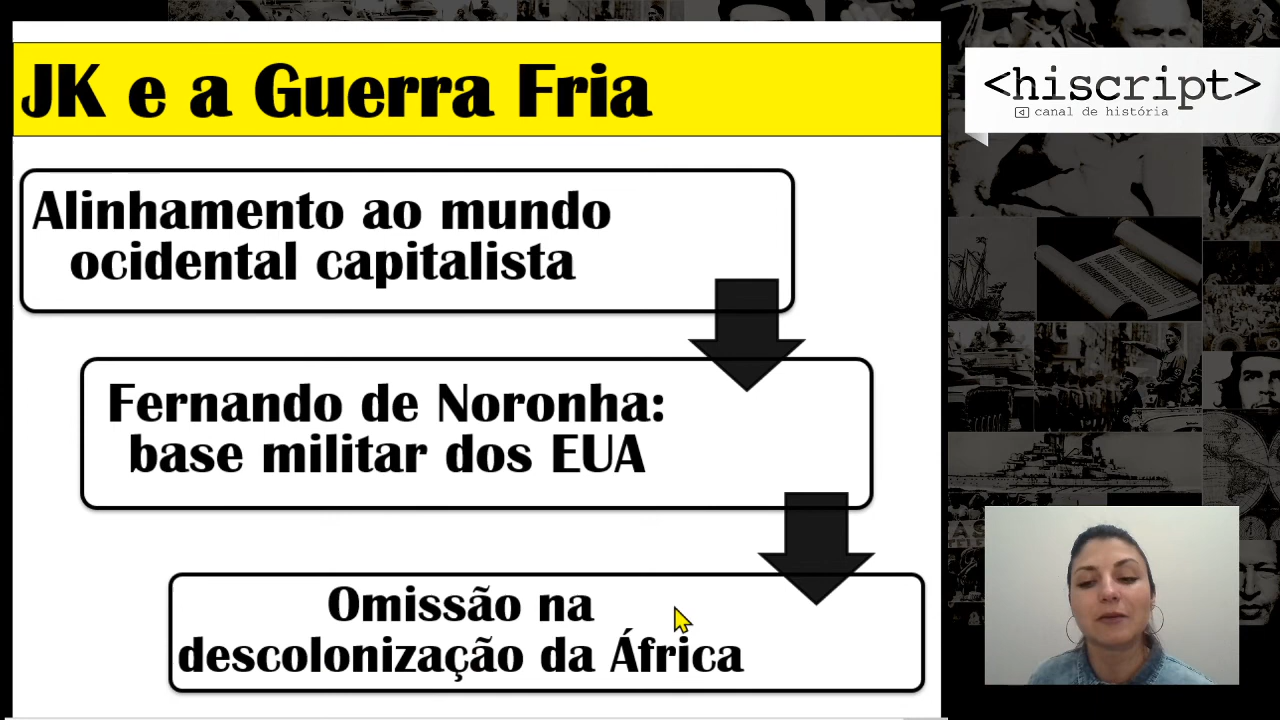 JK e a Guerra Fria
<hiscript>
canal de história
Alinhamento ao mundo
ocidental capitalista
Fernando de Noronha:
base militar dos EUA
Omissão na
descolonização da África